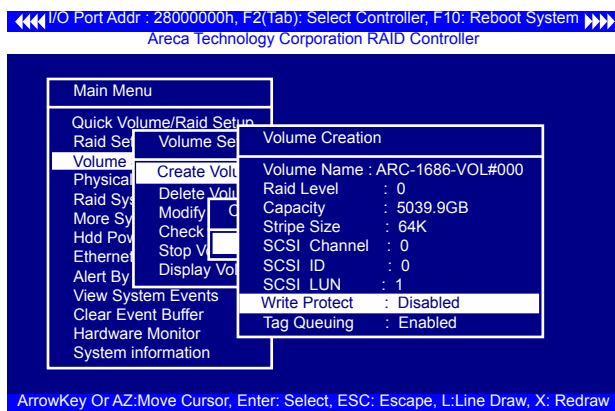 I/O Port Addr : 28000000h, F2(Tab): Select Controller, F10: Reboot System
Areca Technology Corporation RAID Controller
Main Menu
Quick Volume/Raid Setup
Raid Set
Volume
Physical
Raid Sys
More Sy
Hdd Pow
Ethernet
Alert By
View System Events
Clear Event Buffer
Hardware Monitor
System information
Volume Se
Create Volu
Delete Volu
Modify
Check
Stop V
Display Vol
C
Volume Creation
Volume Name : ARC-1686-VOL#000
Raid Level : 0
Capacity : 5039.9GB
Stripe Size : 64K
SCSI Channel : 0
SCSI ID : 0
SCSI LUN : 1
Write Protect : Disabled
Tag Queuing : Enabled
ArrowKey Or AZ:Move Cursor, Enter: Select, ESC: Escape, L:Line Draw, X: Redraw